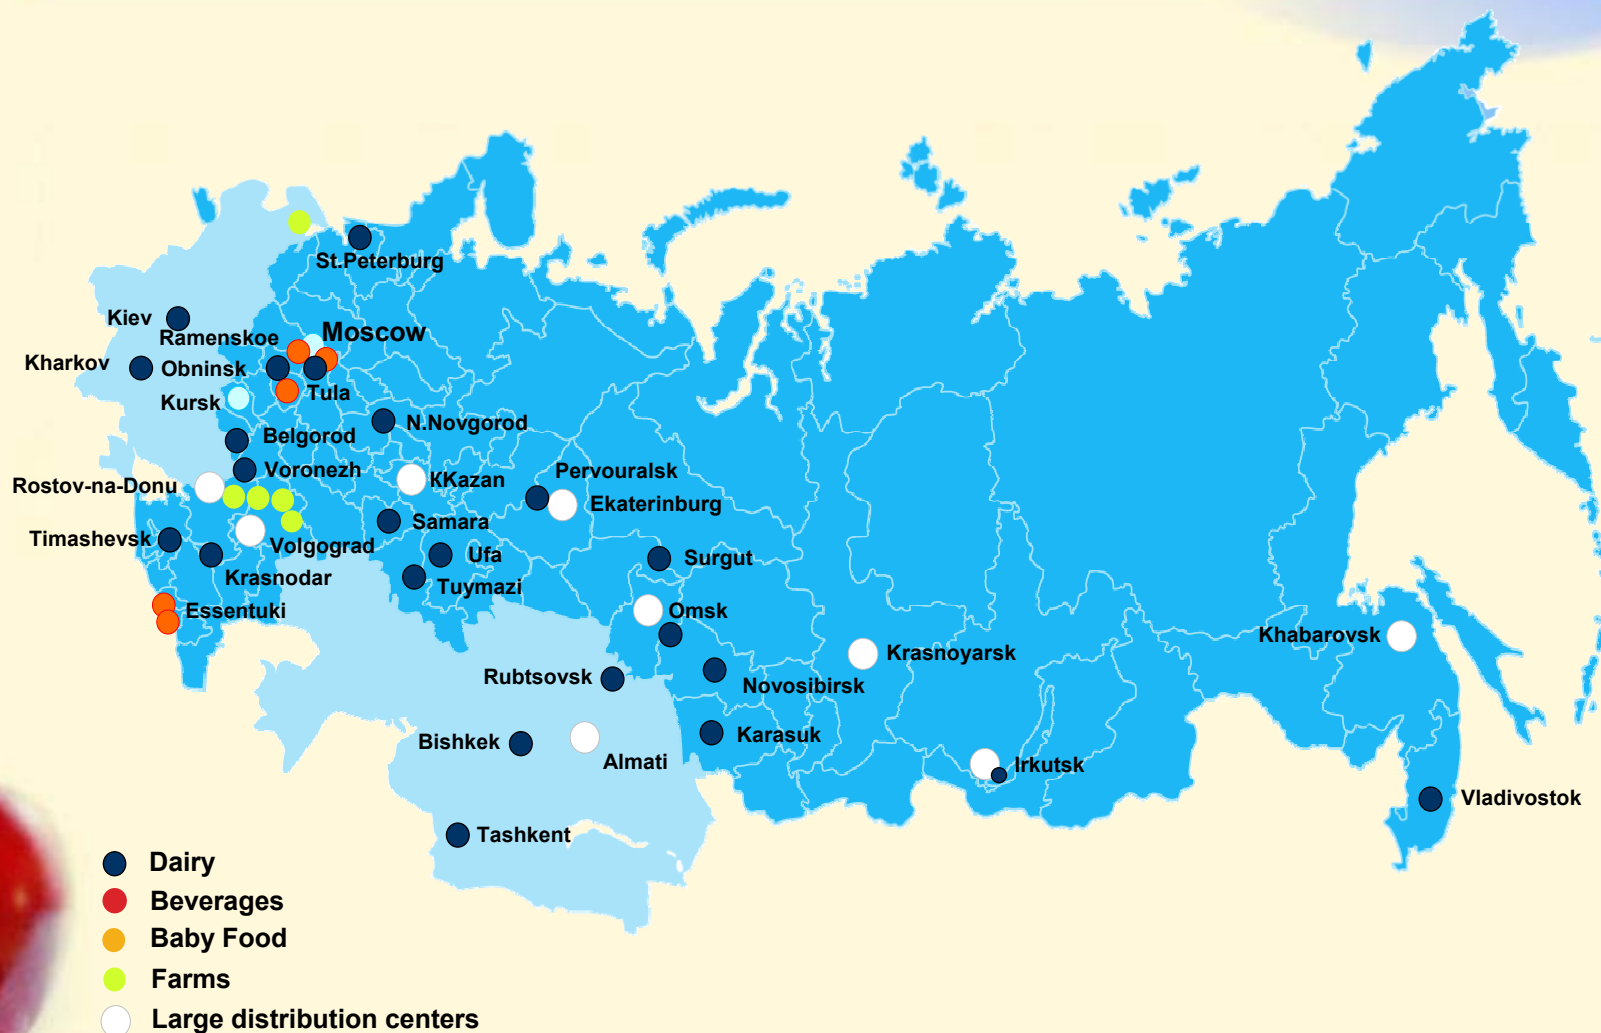 St.Peterburg
Kiev
Ramenskoe
Moscow
Kharkov
Obninsk
Tula
Kursk
N.Novgorod
Belgorod
Voronezh
Pervouralsk
КKazan
Rostov-na-Donu
Ekaterinburg
Samara
Timashevsk
Volgograd
Ufa
Surgut
Krasnodar
Tuymazi
Essentuki
Omsk
Khabarovsk
Krasnoyarsk
Rubtsovsk
Novosibirsk
Karasuk
Bishkek
Almati
Irkutsk
Vladivostok
Tashkent
Dairy
Beverages
Baby Food
Farms
Large distribution centers